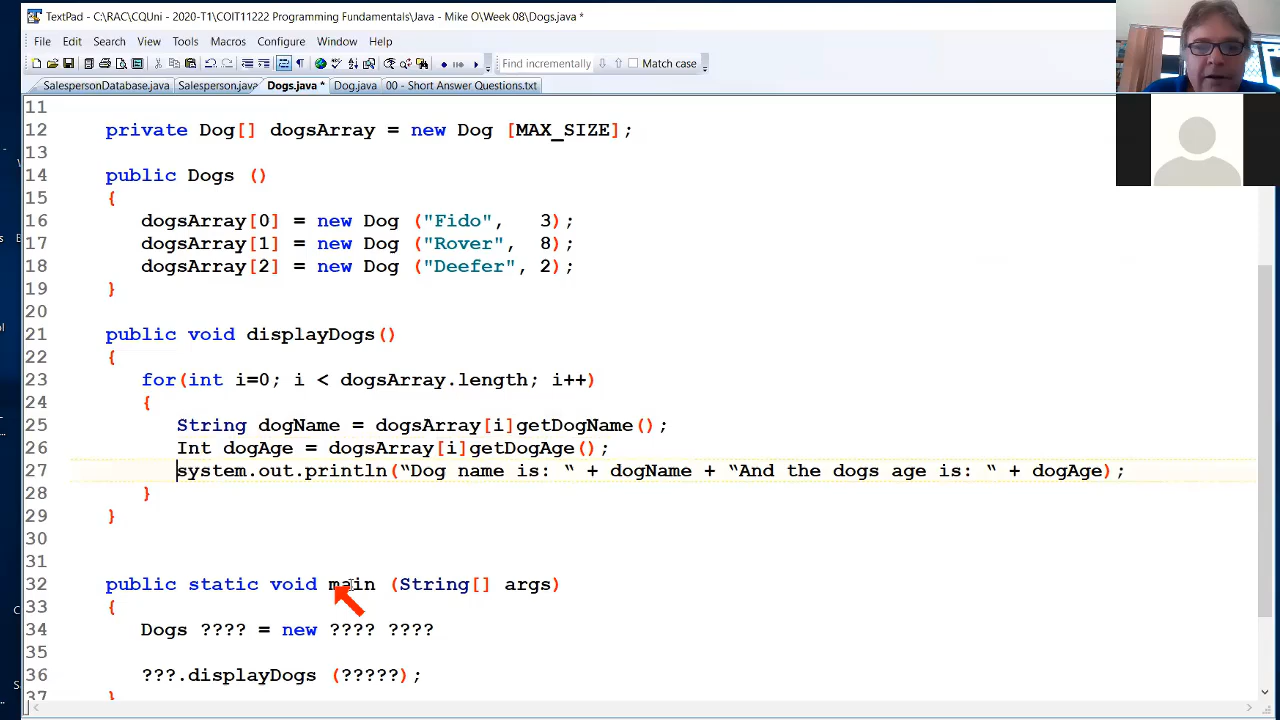 TextPad - C:\RAC\CQUni - 2020-T1\COIT11222 Programming Fundamentals\Java - Mike O\Week 08\Dogs.java *
File Edit Search View Tools Macros Configure Window Help
Find incrementally Match case
SalespersonDatabase.java Salesperson.java Dogs.java * Dog.java 00 - Short Answer Questions.txt
11
12 private Dog[] dogsArray = new Dog [MAX_SIZE];
13
14 public Dogs ()
15 {
16 dogsArray[0] = new Dog ("Fido", 3);
17 dogsArray[1] = new Dog ("Rover", 8);
18 dogsArray[2] = new Dog ("Deefer", 2);
19 }
20
21 public void displayDogs()
22 {
23 for(int i=0; i < dogsArray.length; i++)
24 {
25 String dogName = dogsArray[i]getDogName();
26 Int dogAge = dogsArray[i]getDogAge();
27 system.out.println(“Dog name is: “ + dogName + “And the dogs age is: “ + dogAge);
28 }
29 }
30
31
32 public static void main (String[] args)
33 {
34 Dogs ???? = new ???? ????
35
36 ???.displayDogs (?????);
37 }